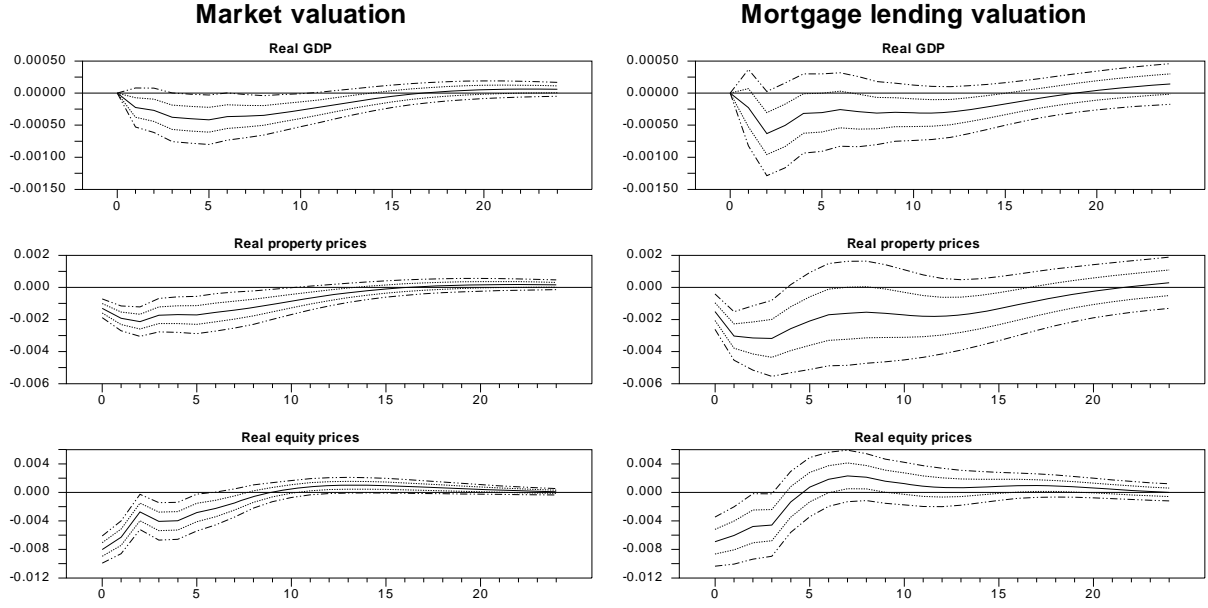 Market valuation
Mortgage lending valuation
Real GDP
0.00050
0.00000
-0.00050
-0.00100
-0.00150
0 5 10 15 20
Real GDP
0.00050
0.00000
-0.00050
-0.00100
-0.00150
0 5 10 15 20
Real property prices
0.002
0.000
-0.002
-0.004
-0.006
0 5 10 15 20
Real property prices
0.002
0.000
-0.002
-0.004
-0.006
0 5 10 15 20
Real equity prices
0.004
0.000
-0.004
-0.008
-0.012
0 5 10 15 20
Real equity prices
0.004
0.000
-0.004
-0.008
-0.012
0 5 10 15 20